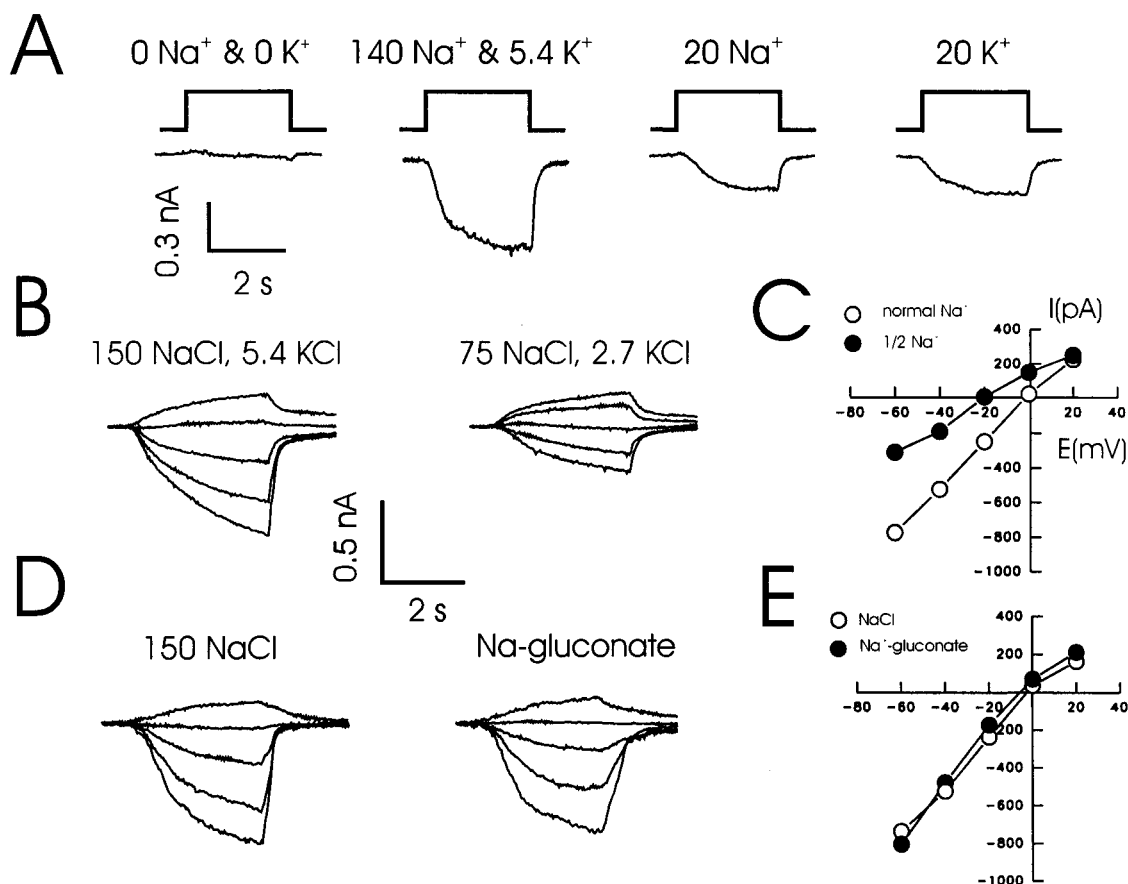 A
0 Na⁺ & 0 K⁺
140 Na⁺ & 5.4 K⁺
20 Na⁺
20 K⁺
0.3 nA
2 s
B
150 NaCl, 5.4 KCl
75 NaCl, 2.7 KCl
0.5 nA
2 s
C
normal Na⁺
1/2 Na⁺
I(pA)
400
200
-80 -60 -40 -20 0 20 40
E(mV)
-400
-600
-800
-1000
D
150 NaCl
Na-gluconate
E
NaCl
Na⁺-gluconate
400
200
-80 -60 -40 -20 0 20 40
-200
-400
-600
-800
-1000